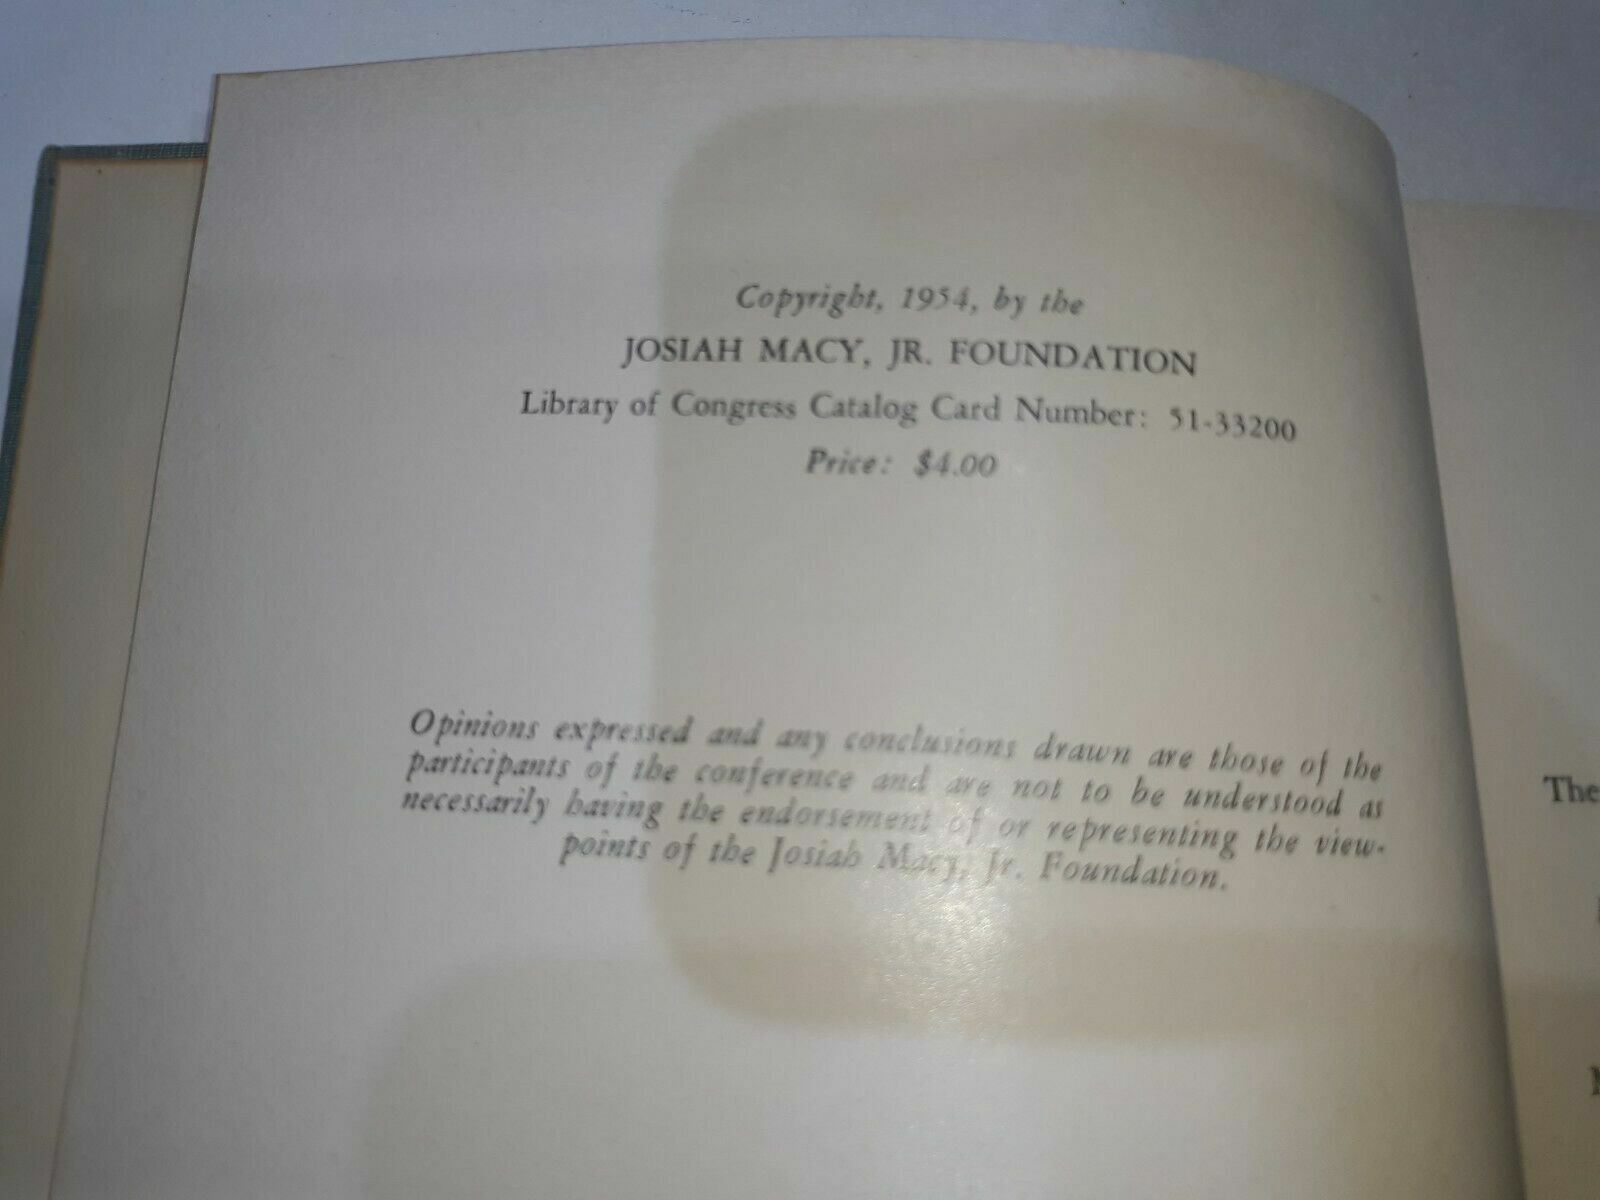 Copyright, 1954, by the
JOSIAH MACY, JR. FOUNDATION
Library of Congress Catalog Card Number: 51-33200
Price: $4.00
Opinions expressed and any conclusions drawn are those of the
participants of the conference and are not to be understood as
necessarily having the endorsement of or representing the view-
points of the Josiah Macy, Jr. Foundation.
The